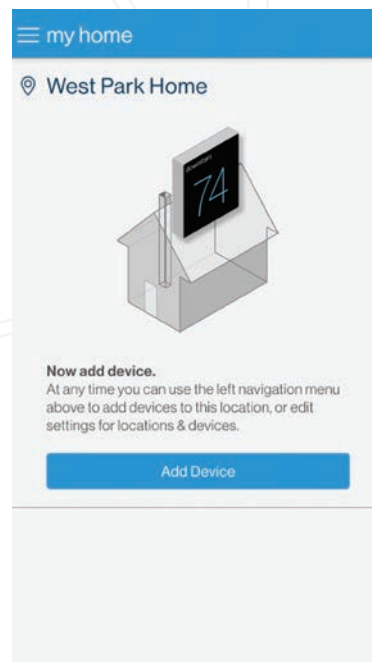 my home
West Park Home
downstairs
74
Now add device.
At any time you can use the left navigation menu
above to add devices to this location, or edit
settings for locations & devices.
Add Device